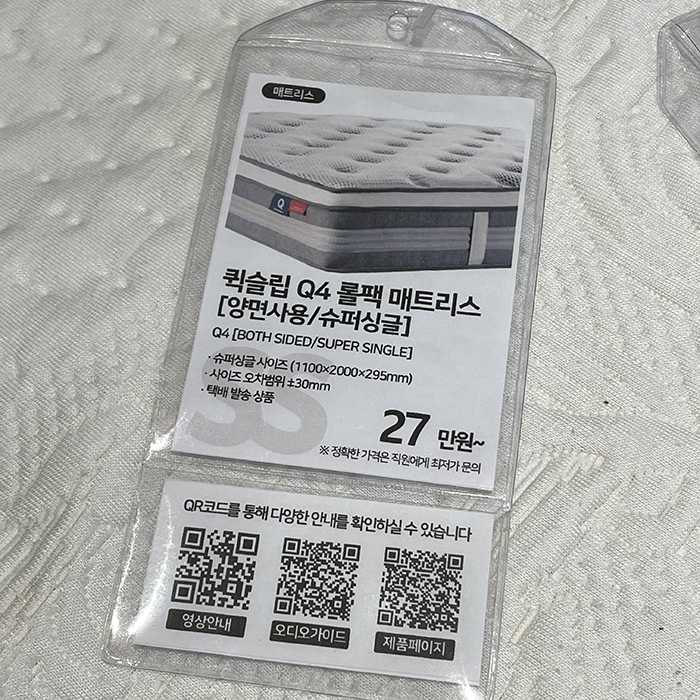 매트리스
Q
퀵슬립 Q4 롤팩 매트리스
[양면사용/슈퍼싱글]
Q4 [BOTH SIDED/SUPER SINGLE]
· 슈퍼싱글 사이즈 (1100×2000×295mm)
· 사이즈 오차범위 ±30mm
· 택배 발송 상품
SS
27 만원~
※ 정확한 가격은 직원에게 최저가 문의
QR코드를 통해 다양한 안내를 확인하실 수 있습니다
영상안내
오디오가이드
제품페이지